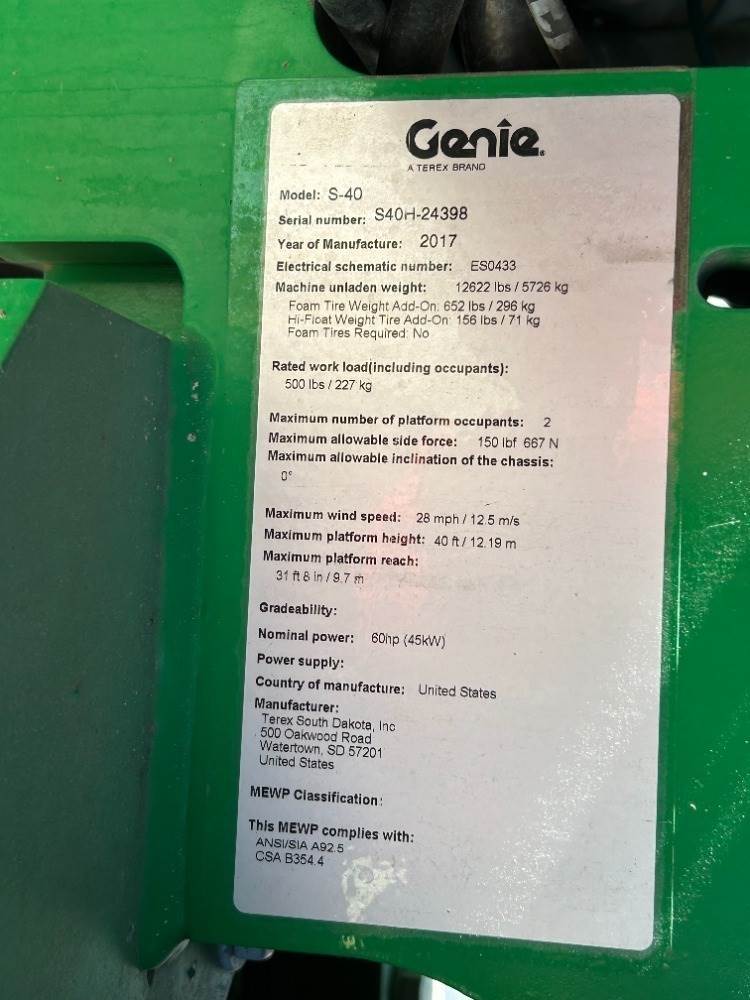 Genie
A TEREX BRAND
Model: S-40
Serial number: S40H-24398
Year of Manufacture: 2017
Electrical schematic number: ES0433
Machine unladen weight: 12622 lbs / 5726 kg
Foam Tire Weight Add-On: 652 lbs / 296 kg
Hi-Float Weight Tire Add-On: 156 lbs / 71 kg
Foam Tires Required: No
Rated work load(including occupants):
500 lbs / 227 kg
Maximum number of platform occupants: 2
Maximum allowable side force: 150 lbf 667 N
Maximum allowable inclination of the chassis:
0°
Maximum wind speed: 28 mph / 12.5 m/s
Maximum platform height: 40 ft / 12.19 m
Maximum platform reach:
31 ft 8 in / 9.7 m
Gradeability:
Nominal power: 60hp (45kW)
Power supply:
Country of manufacture: United States
Manufacturer:
Terex South Dakota, Inc
500 Oakwood Road
Watertown, SD 57201
United States
MEWP Classification:
This MEWP complies with:
ANSI/SIA A92.5
CSA B354.4